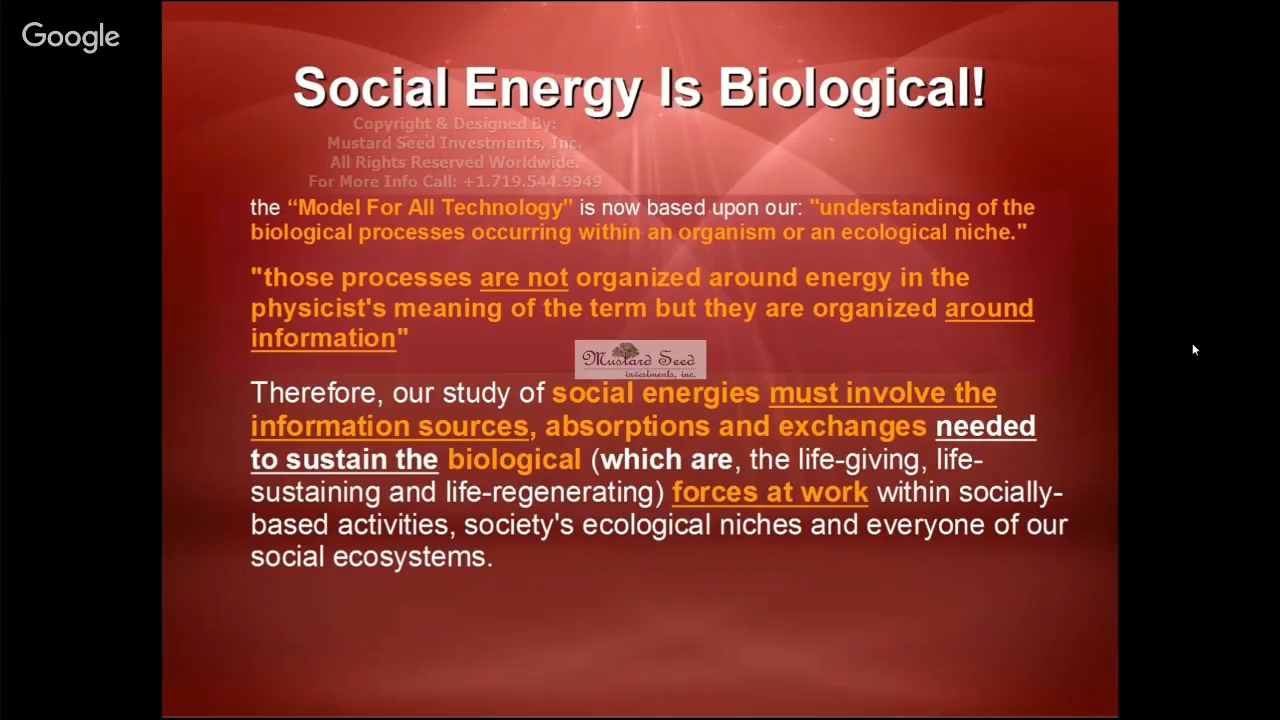 Google
Social Energy Is Biological!
Copyright & Designed By:
Mustard Seed Investments, Inc.
All Rights Reserved Worldwide.
For More Info Call: +1.719.544.9949
the “Model For All Technology” is now based upon our: "understanding of the
biological processes occurring within an organism or an ecological niche."
"those processes are not organized around energy in the
physicist's meaning of the term but they are organized around
information"
Mustard Seed
investments, inc.
Therefore, our study of social energies must involve the
information sources, absorptions and exchanges needed
to sustain the biological (which are, the life-giving, life-
sustaining and life-regenerating) forces at work within socially-
based activities, society's ecological niches and everyone of our
social ecosystems.